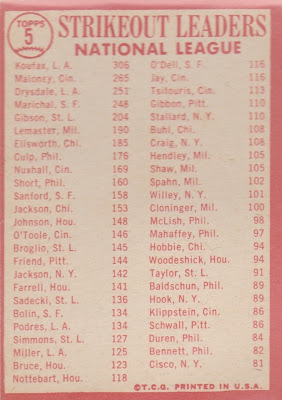 TOPPS
5
STRIKEOUT LEADERS
NATIONAL LEAGUE
Koufax, L. A. 306
Maloney, Cin. 265
Drysdale, L. A. 251
Marichal, S. F. 248
Gibson, St. L. 204
Lemaster, Mil. 190
Ellsworth, Chi. 185
Culp, Phil. 176
Nuxhall, Cin. 169
Short, Phil. 160
Sanford, S. F. 158
Jackson, Chi. 153
Johnson, Hou. 148
O'Toole, Cin. 146
Broglio, St. L. 145
Friend, Pitt. 144
Jackson, N. Y. 142
Farrell, Hou. 141
Sadecki, St. L. 136
Bolin, S. F. 134
Podres, L. A. 134
Simmons, St. L. 127
Miller, L. A. 125
Bruce, Hou. 123
Nottebart, Hou. 118
O'Dell, S. F. 116
Jay, Cin. 116
Tsitouris, Cin. 113
Gibbon, Pitt. 110
Stallard, N. Y. 110
Buhl, Chi. 108
Craig, N. Y. 108
Hendley, Mil. 105
Shaw, Mil. 105
Spahn, Mil. 102
Willey, N. Y. 101
Cloninger, Mil. 100
McLish, Phil. 98
Mahaffey, Phil. 97
Hobbie, Chi. 94
Woodeshick, Hou. 94
Taylor, St. L. 91
Baldschun, Phil. 89
Hook, N. Y. 89
Klippstein, Cin. 86
Schwall, Pitt. 86
Duren, Phil. 84
Bennett, Phil. 82
Cisco, N. Y. 81
©T.C.G. PRINTED IN U.S.A.